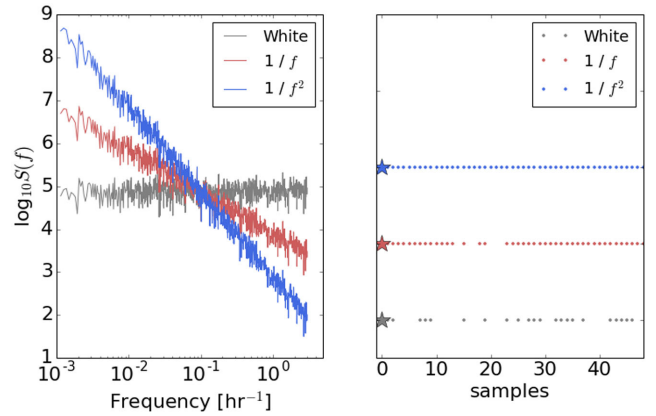 White
1 / f
1 / f²
log₁₀S(f)
9
8
7
6
5
4
3
2
1
10⁻³
10⁻²
10⁻¹
10⁰
Frequency [hr⁻¹]
White
1 / f
1 / f²
0
10
20
30
40
samples